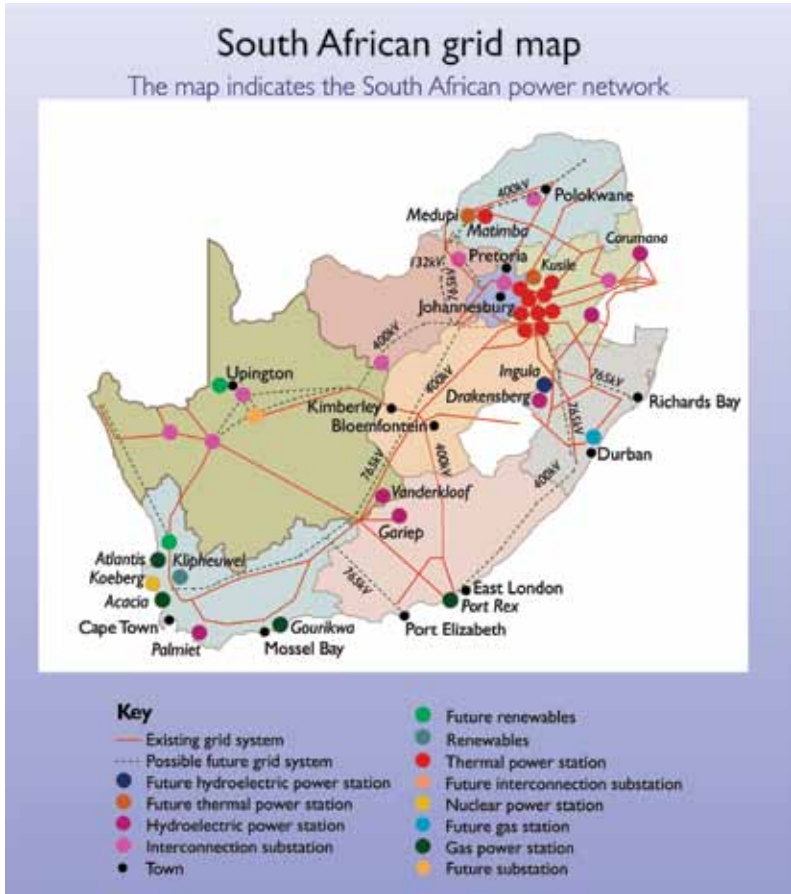 South African grid map
The map indicates the South African power network
400kV
Polokwane
Medupi
Matimba
Corumana
Pretoria
132kV
Kusile
765kV
Johannesburg
400kV
Ingula
765kV
Upington
400kV
Drakensberg
Richards Bay
Kimberley
Bloemfontein
765kV
Durban
765kV
400kV
400kV
Vanderkloof
Gariep
Atlantis
Klipheuwel
Koeberg
765kV
East London
Acacia
Port Rex
Cape Town
Gourikwa
Port Elizabeth
Palmiet
Mossel Bay
Key
Existing grid system
Possible future grid system
Future hydroelectric power station
Future thermal power station
Hydroelectric power station
Interconnection substation
Town
Future renewables
Renewables
Thermal power station
Future interconnection substation
Nuclear power station
Future gas station
Gas power station
Future substation